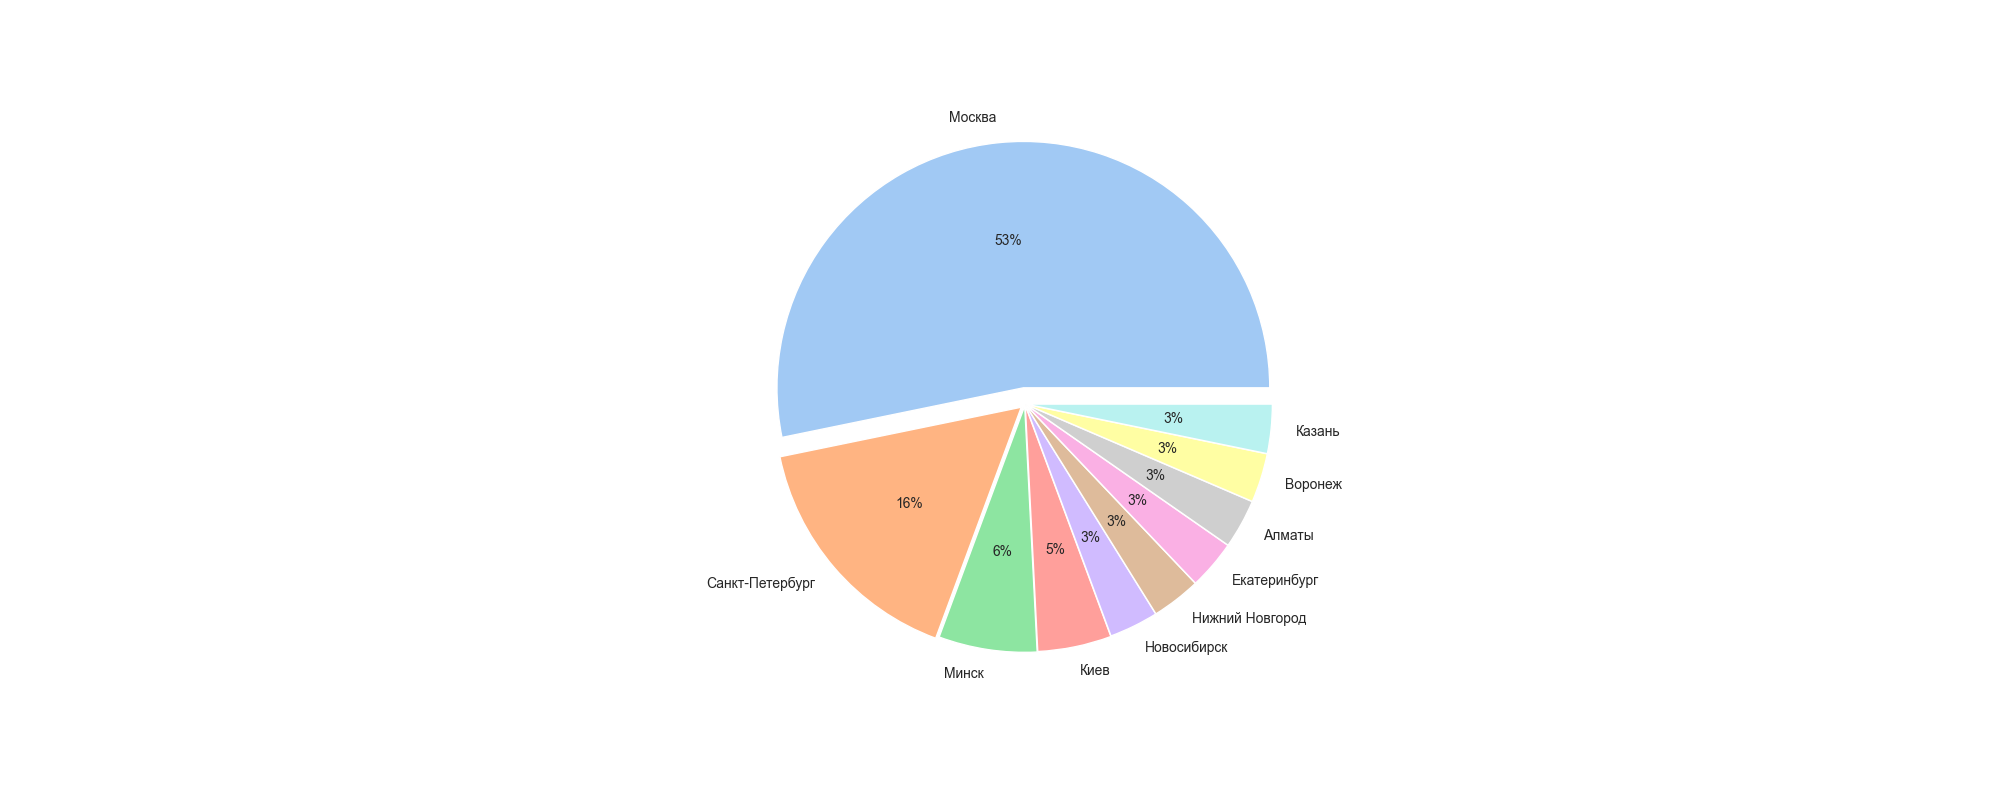 Москва
53%
3%
Казань
3%
Воронеж
3%
Алматы
3%
Екатеринбург
3%
Нижний Новгород
3%
Новосибирск
5%
Киев
6%
Минск
16%
Санкт-Петербург